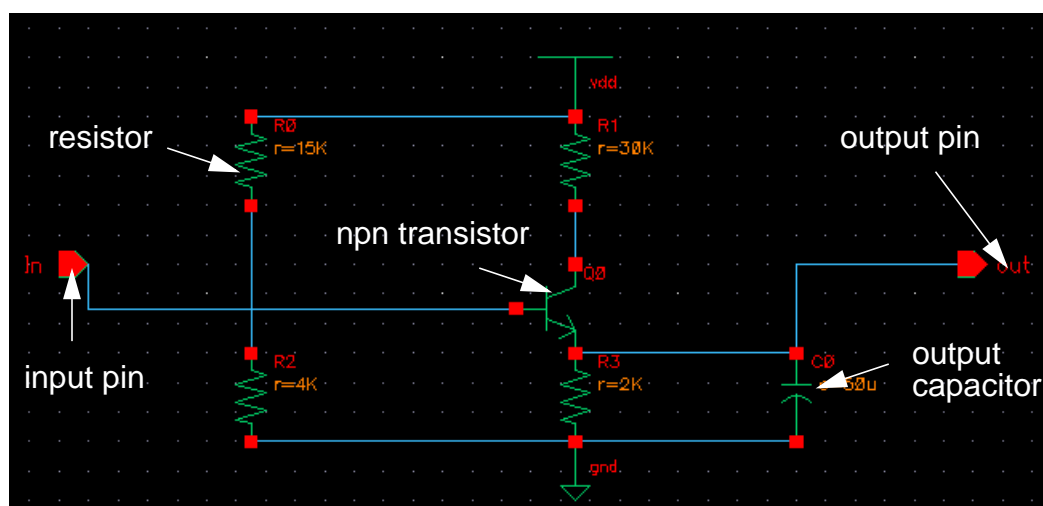 vdd
R0
R1
resistor
r=15K
r=30K
output pin
npn transistor
In
Q0
out
R2
R3
C0
output
capacitor
input pin
r=4K
r=2K
gnd